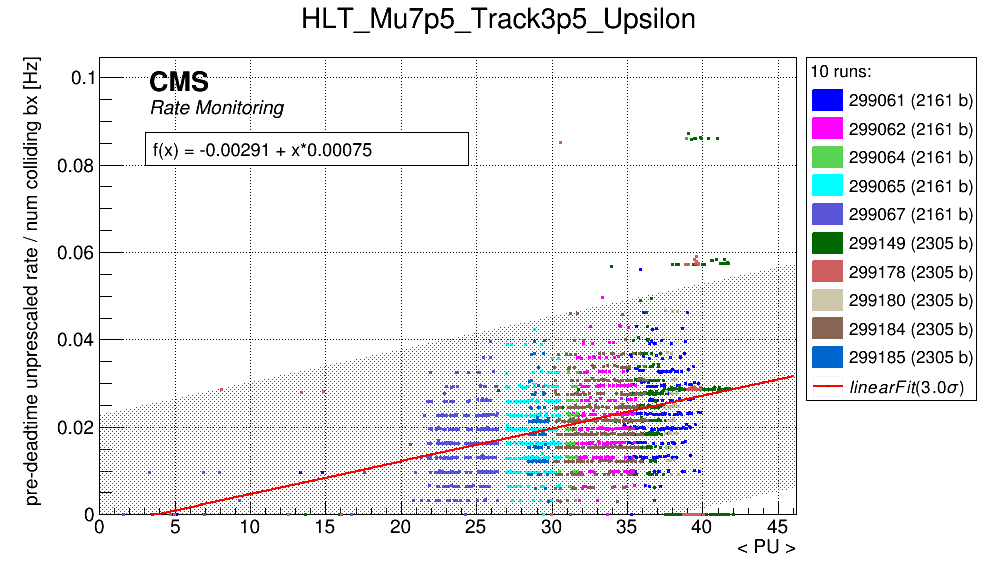 HLT_Mu7p5_Track3p5_Upsilon
pre-deadtime unprescaled rate / num colliding bx [Hz]
CMS
Rate Monitoring
f(x) = -0.00291 + x*0.00075
0.1
0.08
0.06
0.04
0.02
0
0 5 10 15 20 25 30 35 40 45
< PU >
10 runs:
299061 (2161 b)
299062 (2161 b)
299064 (2161 b)
299065 (2161 b)
299067 (2161 b)
299149 (2305 b)
299178 (2305 b)
299180 (2305 b)
299184 (2305 b)
299185 (2305 b)
linearFit(3.0σ)